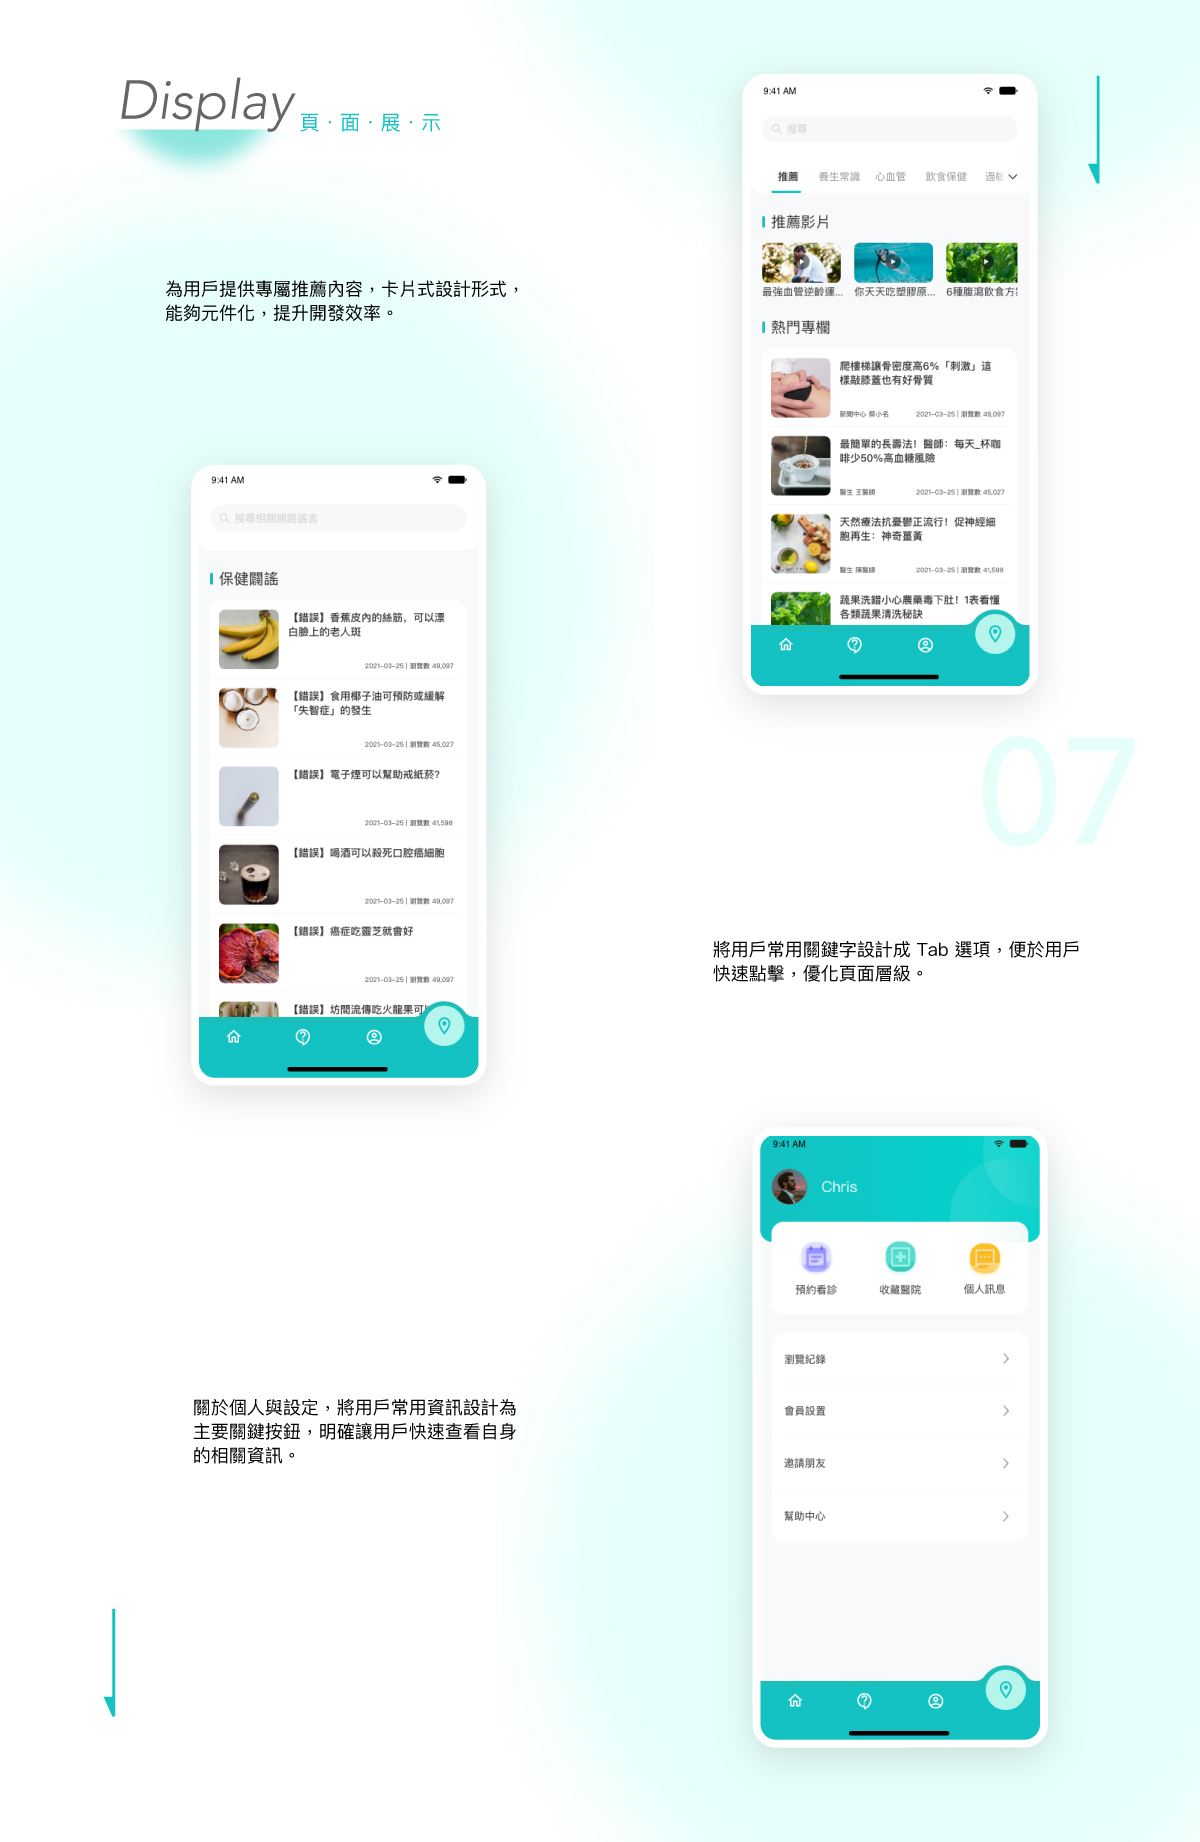 Display
頁·面·展·示
為用戶提供專屬推薦內容，卡片式設計形式，
能夠元件化，提升開發效率。
9:41 AM
搜尋
推薦 養生常識 心血管 飲食保健
推薦影片
最強血管逆齡運... 你天天吃塑膠原... 6種腹瀉飲食方
熱門專欄
爬樓梯讓骨密度高6%「刺激」這
樣敲膝蓋也有好骨質
新聞中心 蔡小名 2021-03-25 | 瀏覽數 49,097
最簡單的長壽法！醫師：每天_杯咖
啡少50%高血糖風險
醫生 王醫師 2021-03-25 | 瀏覽數 45,027
天然療法抗憂鬱正流行！促神經細
胞再生：神奇薑黃
醫生 陳醫師 2021-03-25 | 瀏覽數 41,598
蔬果洗錯小心農藥毒下肚！1表看懂
各類蔬果清洗秘訣
07
9:41 AM
搜尋相關網路謠言
保健闢謠
【錯誤】香蕉皮內的絲筋，可以漂
白臉上的老人斑
2021-03-25 | 瀏覽數 49,097
【錯誤】食用椰子油可預防或緩解
「失智症」的發生
2021-03-25 | 瀏覽數 45,027
【錯誤】電子煙可以幫助戒紙菸?
2021-03-25 | 瀏覽數 41,598
【錯誤】喝酒可以殺死口腔癌細胞
2021-03-25 | 瀏覽數 49,097
【錯誤】癌症吃靈芝就會好
2021-03-25 | 瀏覽數 49,097
【錯誤】坊間流傳吃火龍果可
將用戶常用關鍵字設計成 Tab 選項，便於用戶
快速點擊，優化頁面層級。
9:41 AM
Chris
預約看診 收藏醫院 個人訊息
瀏覽紀錄
會員設置
邀請朋友
幫助中心
關於個人與設定，將用戶常用資訊設計為
主要關鍵按鈕，明確讓用戶快速查看自身
的相關資訊。